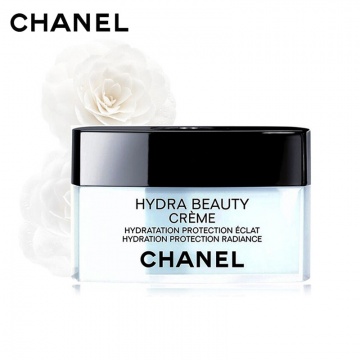 CHANEL
HYDRA BEAUTY
CRÈME
HYDRATATION PROTECTION ÉCLAT
HYDRATION PROTECTION RADIANCE
CHANEL